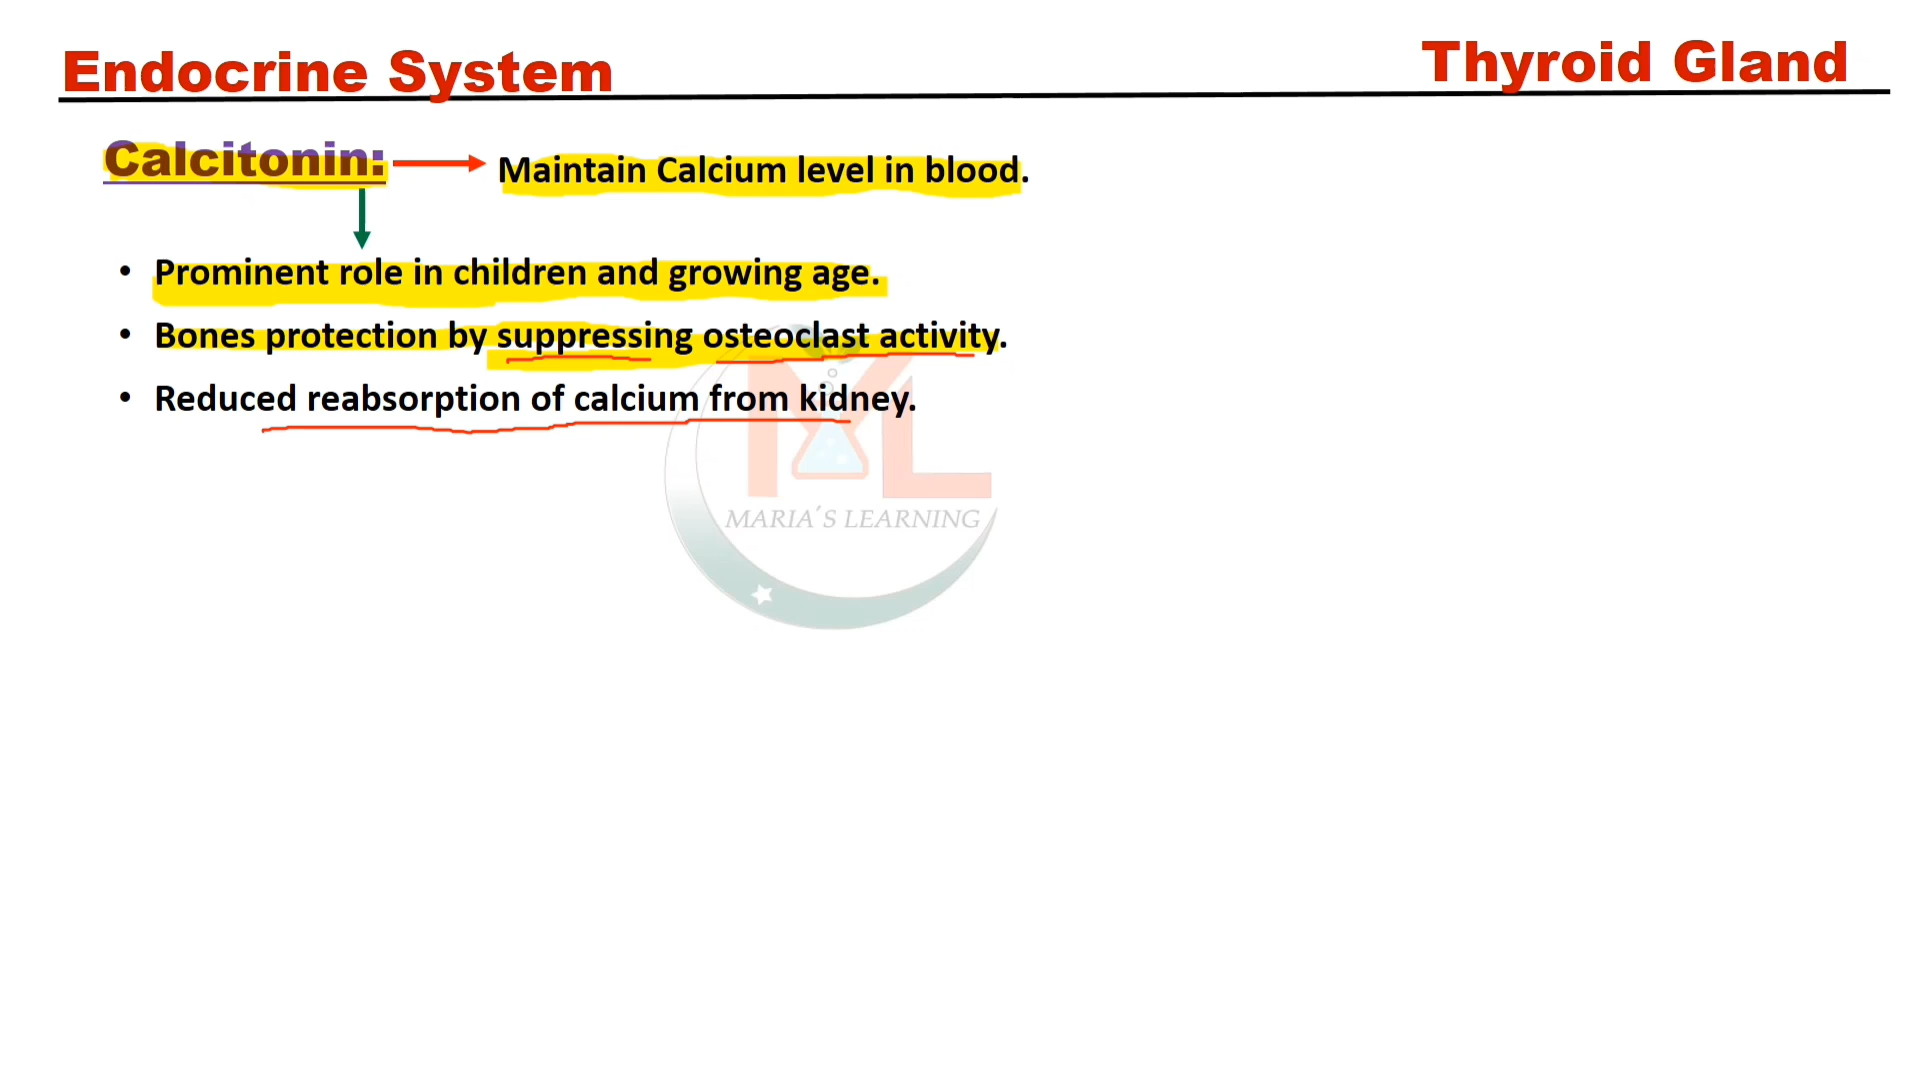 Endocrine System
Thyroid Gland
Calcitonin:
Maintain Calcium level in blood.
• Prominent role in children and growing age.
• Bones protection by suppressing osteoclast activity.
• Reduced reabsorption of calcium from kidney.
ML
MARIA'S LEARNING